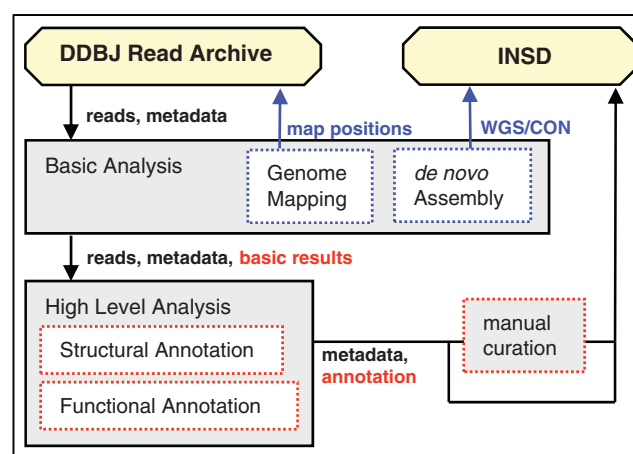 DDBJ Read Archive
INSD
reads, metadata
map positions
WGS/CON
Basic Analysis
Genome
Mapping
de novo
Assembly
reads, metadata, basic results
High Level Analysis
Structural Annotation
Functional Annotation
metadata,
annotation
manual
curation